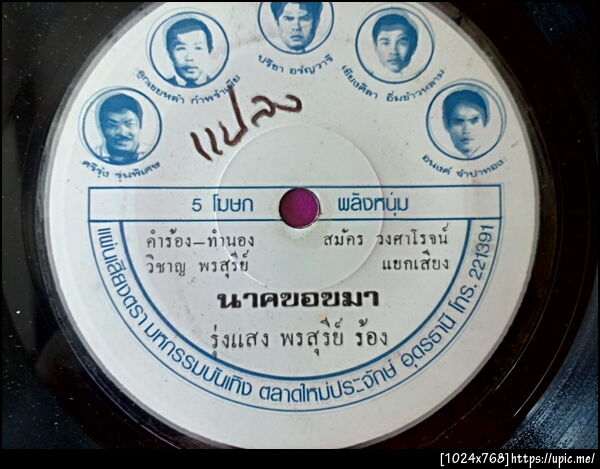 ศรีรุ่ง รุ่นพิเศษ
ลูกเขยหล้า กำพร้าเมีย
ปรียา อรัญวารี
เชียงคีตา อิ่มข้าวหลาม
อนงค์ จำปาทอง
แปลง
5 โฆษก พลังหนุ่ม
คำร้อง-ทำนอง สมัคร วงศาโรจน์
วิชาญ พรสุรีย์ แยกเสียง
นาคขอขมา
รุ่งแสง พรสุรีย์ ร้อง
แผ่นเสียงตรา มหกรรมบันเทิง ตลาดใหม่ประจักษ์ อุดรธานี โทร. 221391
[1024x768]https://upic.me/